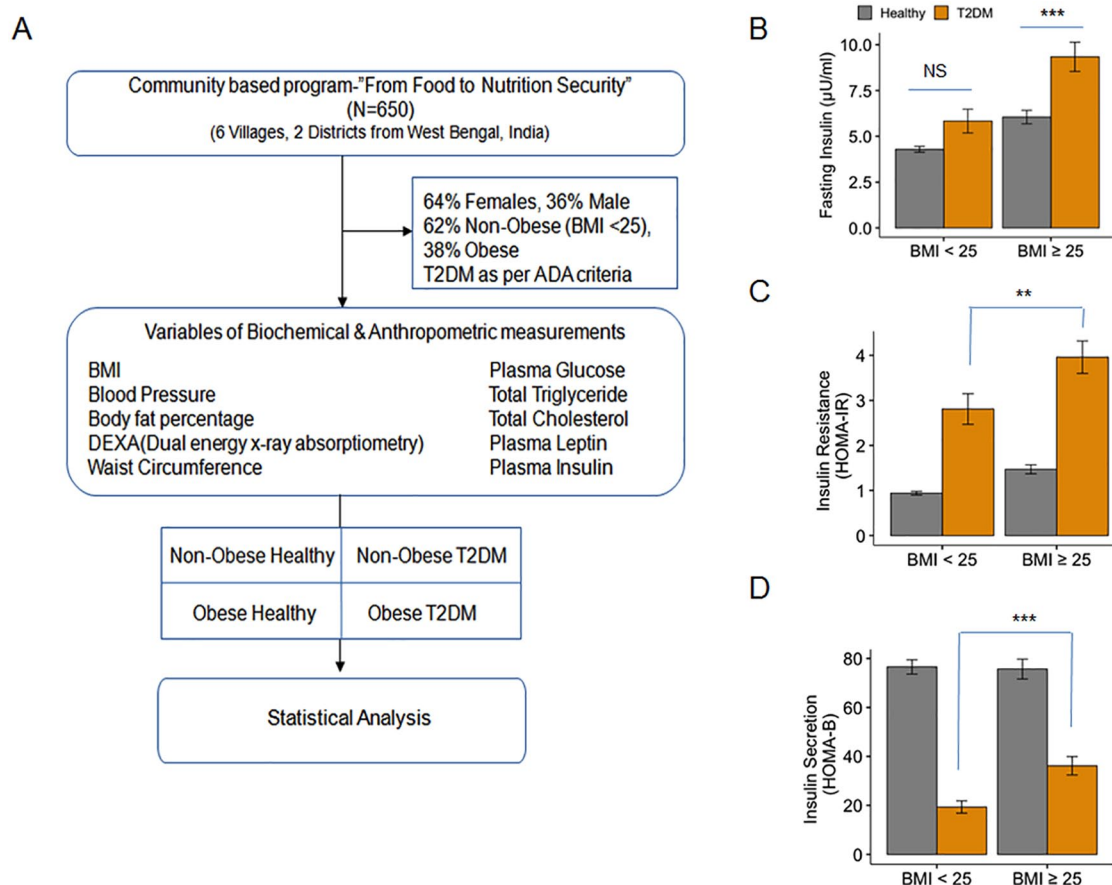 A
Community based program-"From Food to Nutrition Security"
(N=650)
(6 Villages, 2 Districts from West Bengal, India)
64% Females, 36% Male
62% Non-Obese (BMI <25),
38% Obese
T2DM as per ADA criteria
Variables of Biochemical & Anthropometric measurements
BMI
Blood Pressure
Body fat percentage
DEXA(Dual energy x-ray absorptiometry)
Waist Circumference
Plasma Glucose
Total Triglyceride
Total Cholesterol
Plasma Leptin
Plasma Insulin
Non-Obese Healthy
Non-Obese T2DM
Obese Healthy
Obese T2DM
Statistical Analysis
B
Healthy
T2DM
***
NS
Fasting Insulin (μU/ml)
10.0
7.5
5.0
2.5
0.0
BMI < 25
BMI ≥ 25
C
**
Insulin Resistance
(HOMA-IR)
4
3
2
1
0
BMI < 25
BMI ≥ 25
D
***
Insulin Secretion
(HOMA-B)
80
60
40
20
0
BMI < 25
BMI ≥ 25